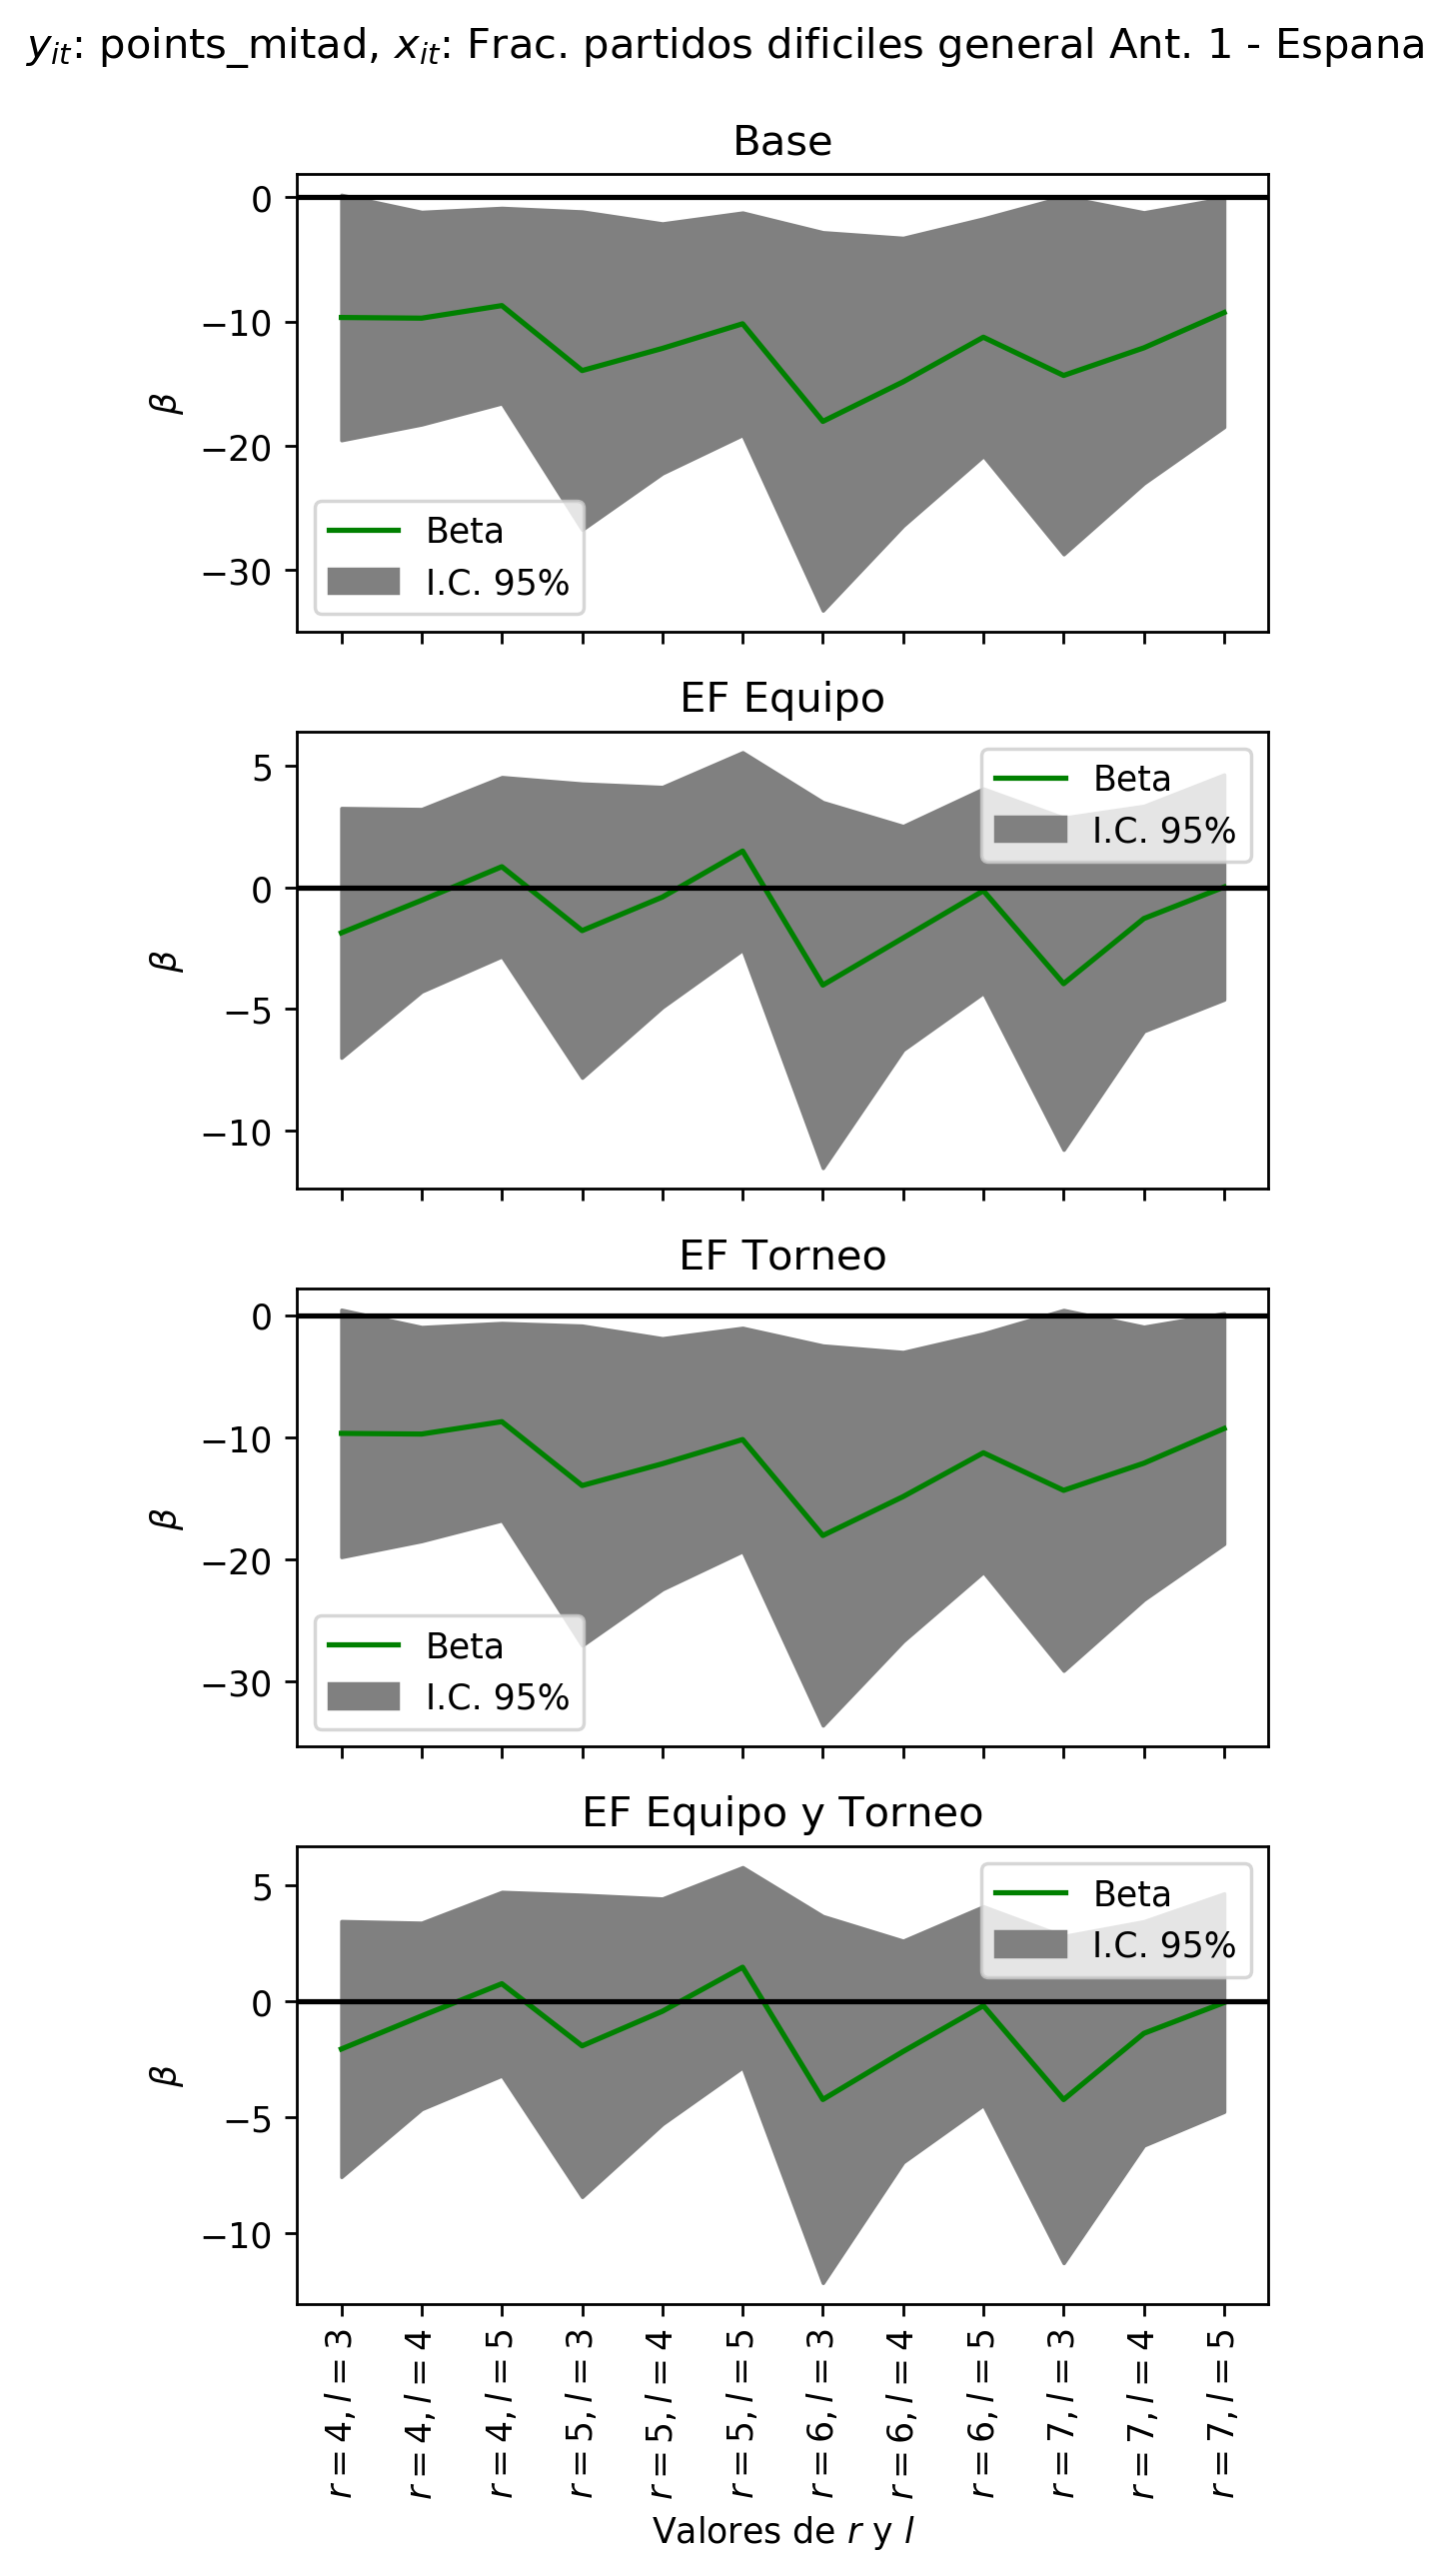 y_it: points_mitad, x_it: Frac. partidos dificiles general Ant. 1 - Espana
Base
0
−10
−20
−30
β
Beta
I.C. 95%
EF Equipo
5
0
−5
−10
β
Beta
I.C. 95%
EF Torneo
0
−10
−20
−30
β
Beta
I.C. 95%
EF Equipo y Torneo
5
0
−5
−10
β
Beta
I.C. 95%
r = 4, l = 3
r = 4, l = 4
r = 4, l = 5
r = 5, l = 3
r = 5, l = 4
r = 5, l = 5
r = 6, l = 3
r = 6, l = 4
r = 6, l = 5
r = 7, l = 3
r = 7, l = 4
r = 7, l = 5
Valores de r y l